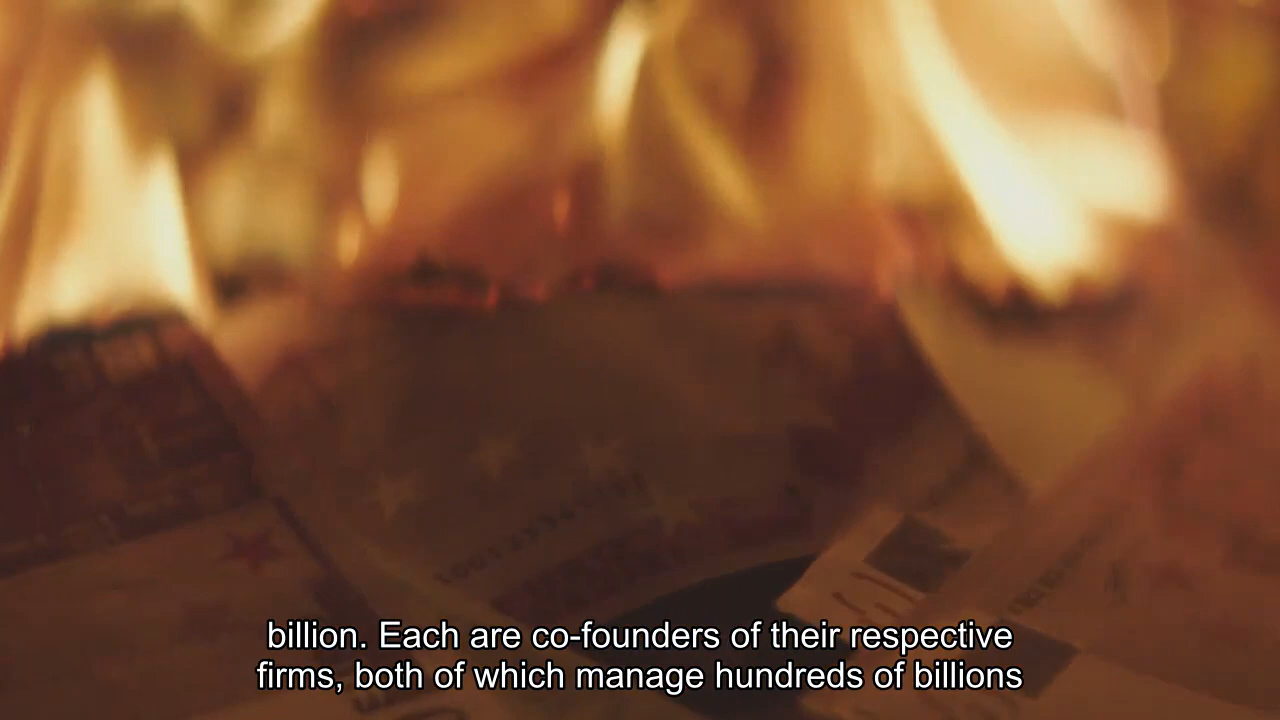 billion. Each are co-founders of their respective
firms, both of which manage hundreds of billions